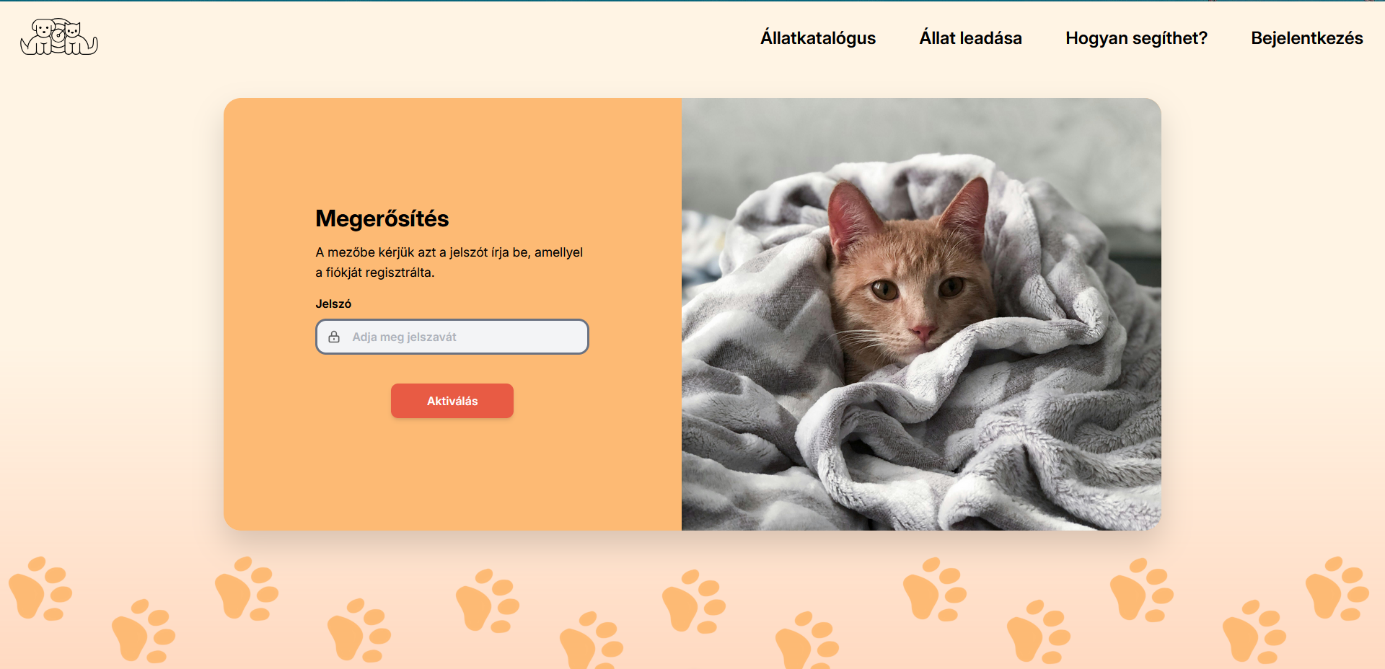 Állatkatalógus Állat leadása Hogyan segíthet? Bejelentkezés
Megerősítés
A mezőbe kérjük azt a jelszót írja be, amellyel
a fiókját regisztrálta.
Jelszó
Adja meg jelszavát
Aktiválás